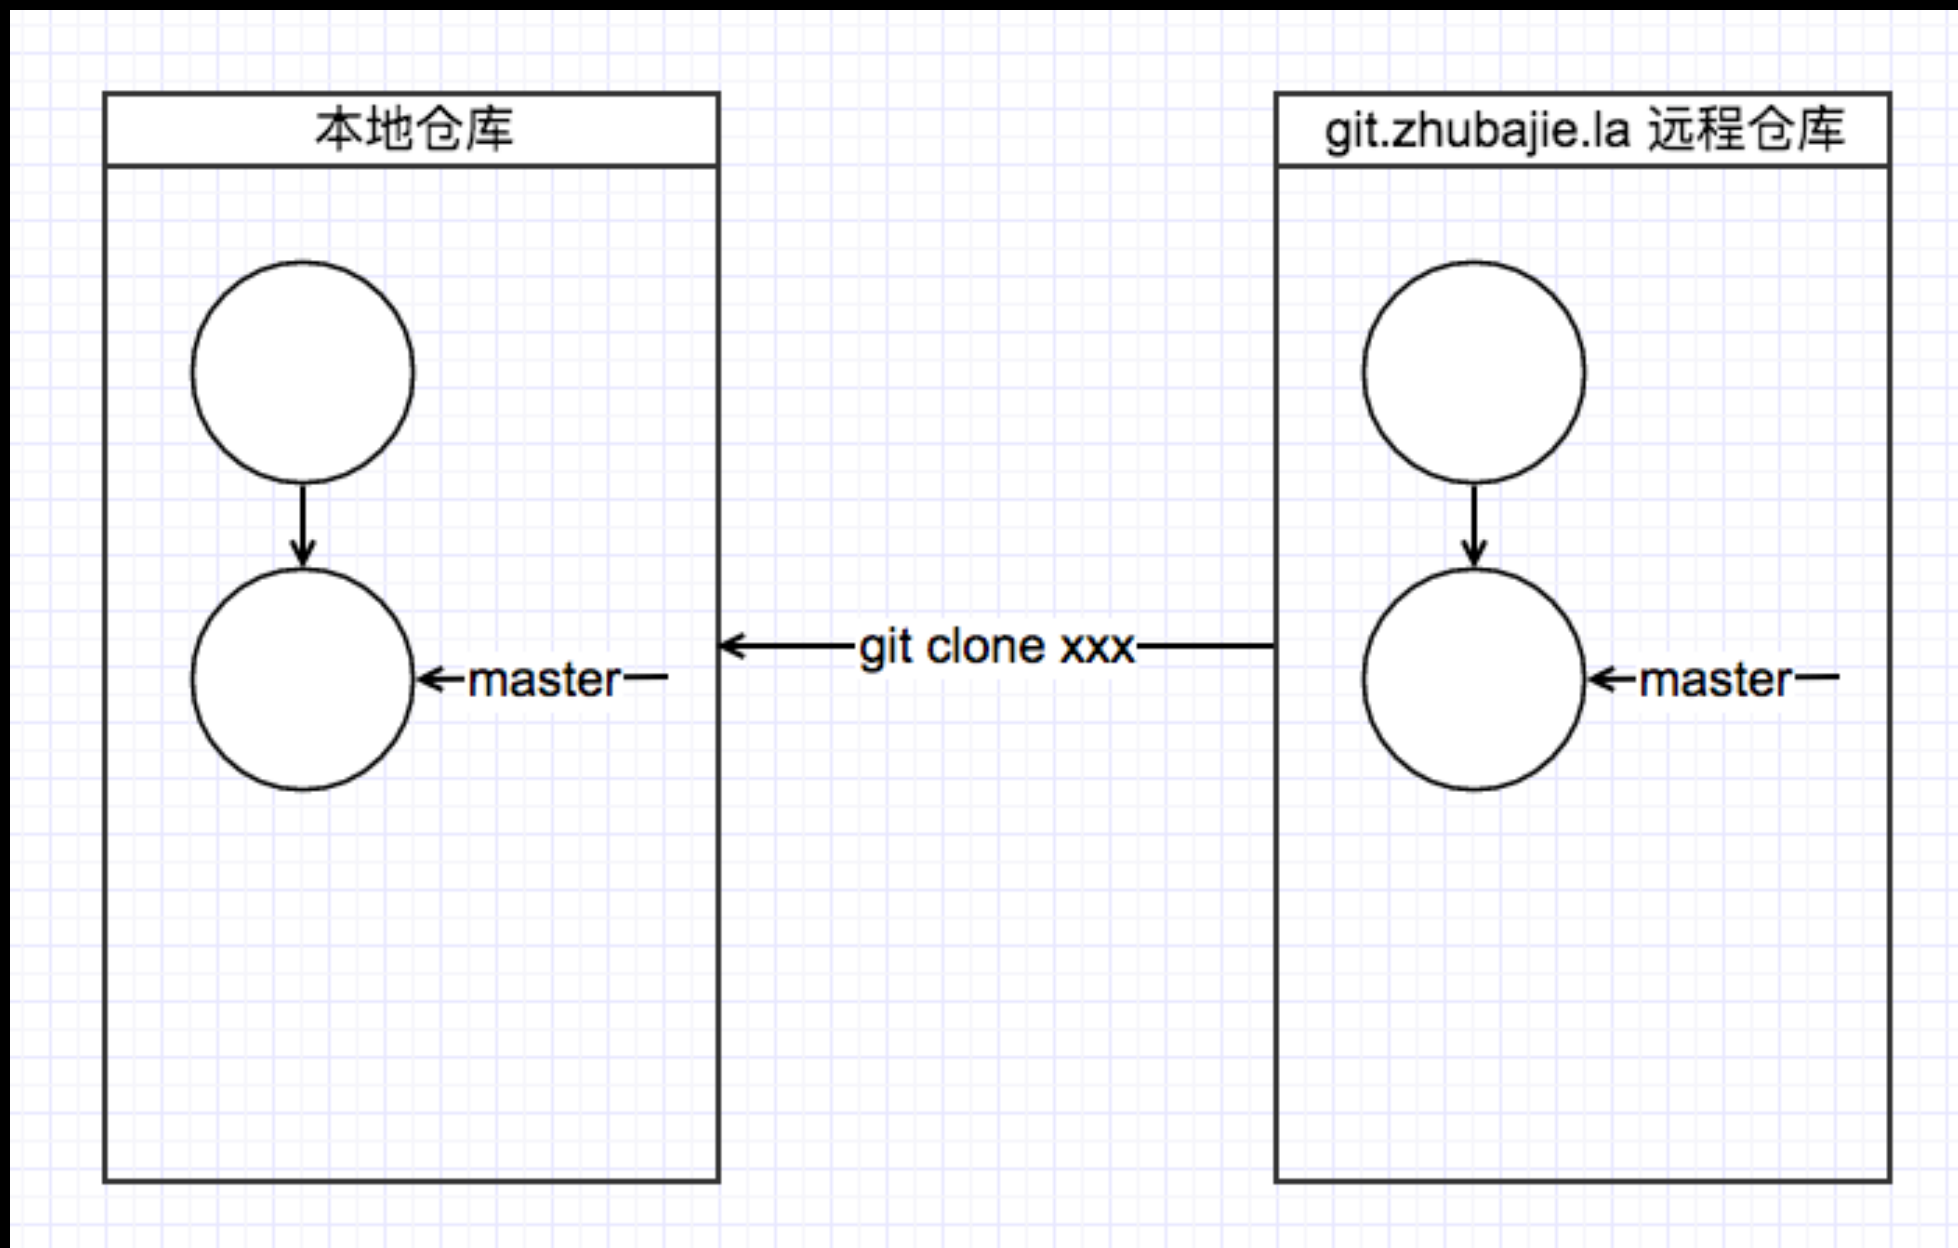 本地仓库
git.zhubajie.la 远程仓库
git clone xxx
master
master